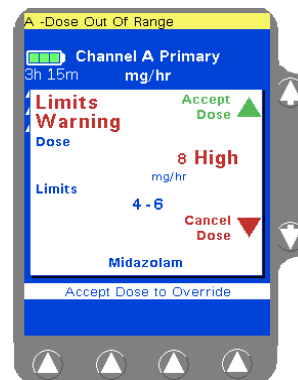 A -Dose Out Of Range
Channel A Primary
3h 15m mg/hr
Limits Warning
Accept Dose
Dose
8 High
mg/hr
Limits
4 - 6
Cancel Dose
Midazolam
Accept Dose to Override